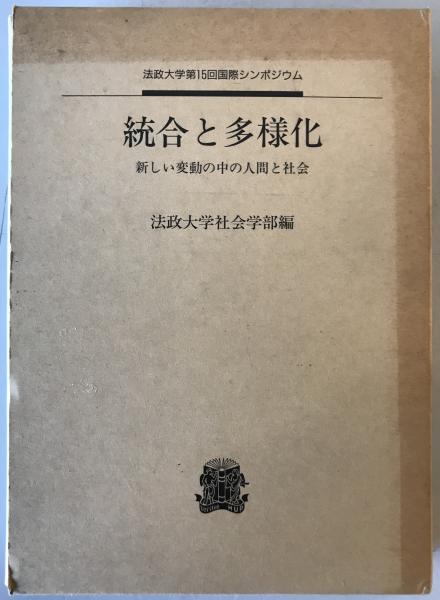 法政大学第15回国際シンポジウム
統合と多様化
新しい変動の中の人間と社会
法政大学社会学部編
HUP